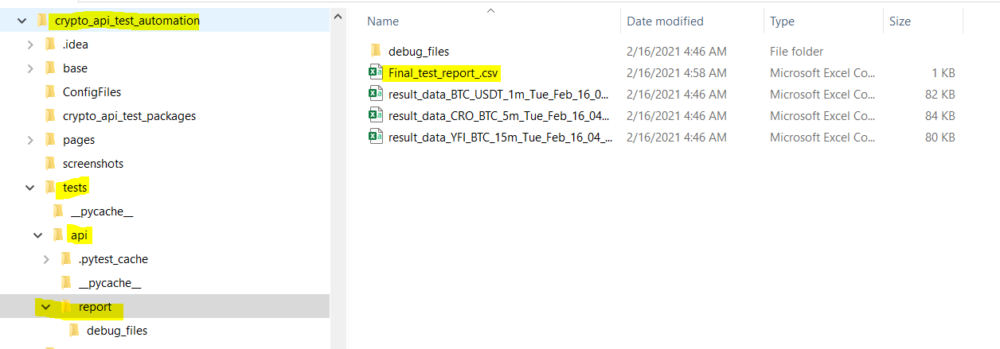 crypto_api_test_automation
.idea
base
ConfigFiles
crypto_api_test_packages
pages
screenshots
tests
__pycache__
api
.pytest_cache
__pycache__
report
debug_files
Name Date modified Type Size
debug_files 2/16/2021 4:46 AM File folder
Final_test_report_.csv 2/16/2021 4:58 AM Microsoft Excel Co... 1 KB
result_data_BTC_USDT_1m_Tue_Feb_16_0... 2/16/2021 4:46 AM Microsoft Excel Co... 82 KB
result_data_CRO_BTC_5m_Tue_Feb_16_04... 2/16/2021 4:46 AM Microsoft Excel Co... 84 KB
result_data_YFI_BTC_15m_Tue_Feb_16_04_... 2/16/2021 4:46 AM Microsoft Excel Co... 80 KB